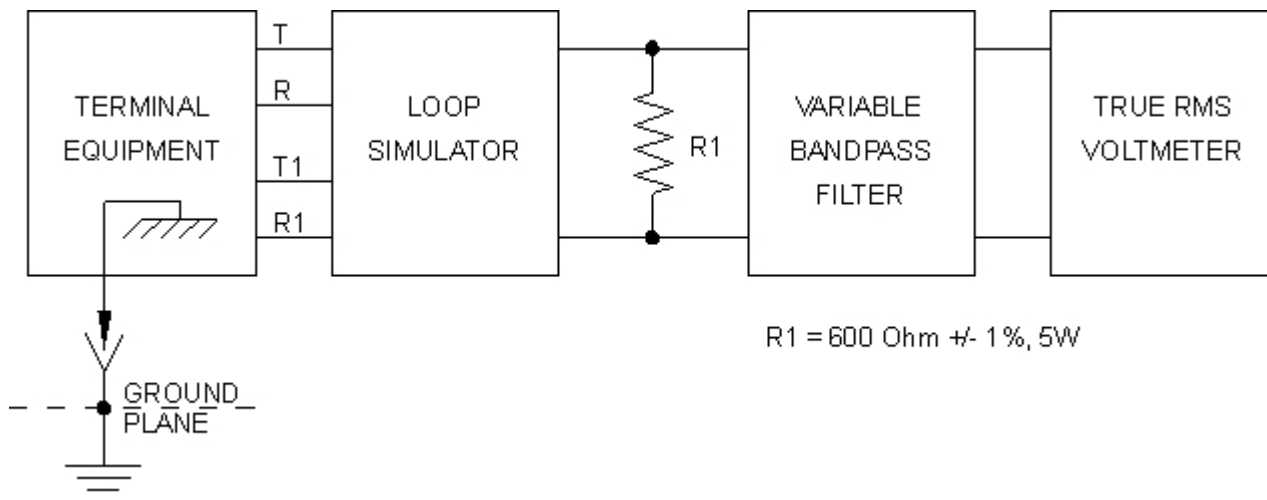 T
R
T1
R1
TERMINAL
EQUIPMENT
LOOP
SIMULATOR
R1
VARIABLE
BANDPASS
FILTER
TRUE RMS
VOLTMETER
R1 = 600 Ohm +/- 1%, 5W
GROUND
PLANE